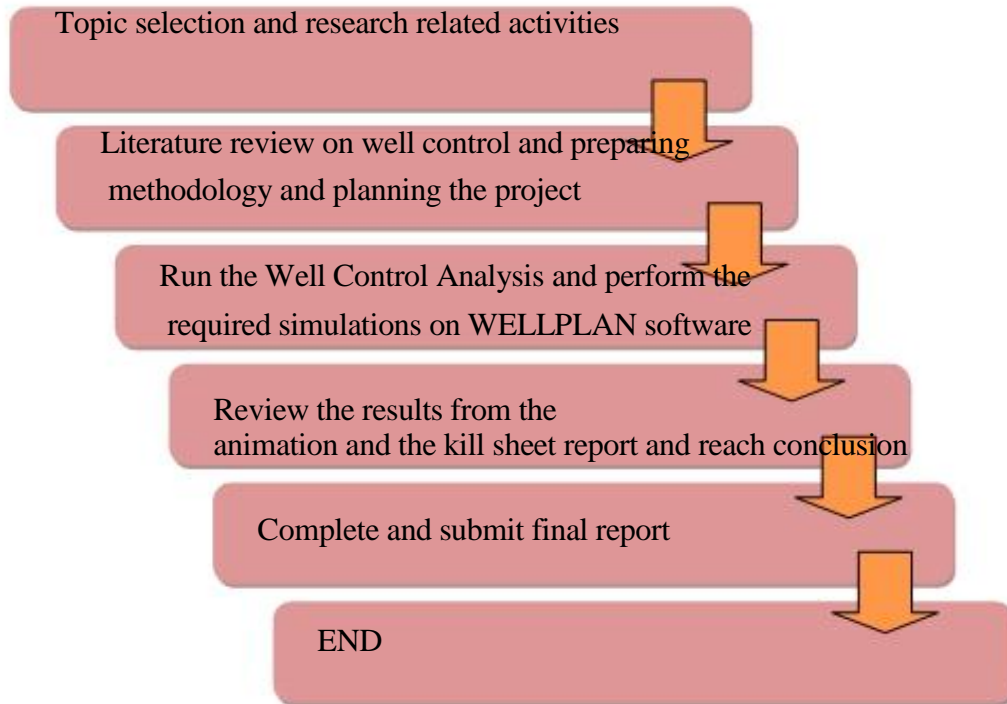 Topic selection and research related activities
Literature review on well control and preparing
methodology and planning the project
Run the Well Control Analysis and perform the
required simulations on WELLPLAN software
Review the results from the
animation and the kill sheet report and reach conclusion
Complete and submit final report
END